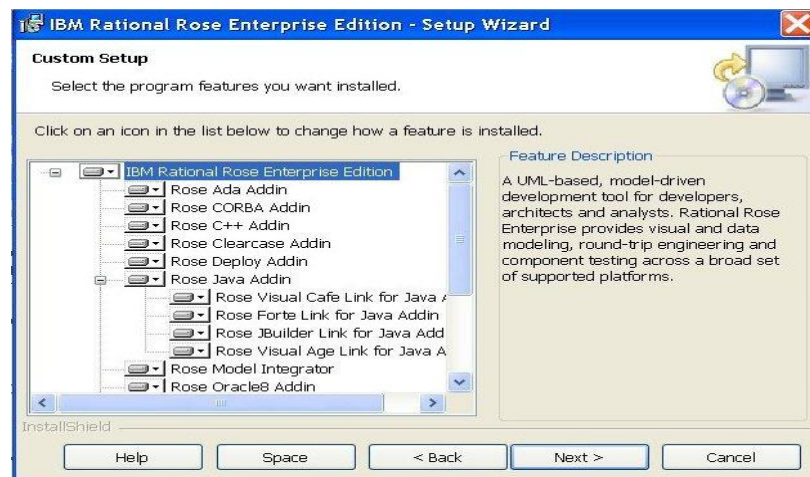 IBM Rational Rose Enterprise Edition - Setup Wizard
Custom Setup
Select the program features you want installed.
Click on an icon in the list below to change how a feature is installed.
IBM Rational Rose Enterprise Edition
Rose Ada Addin
Rose CORBA Addin
Rose C++ Addin
Rose Clearcase Addin
Rose Deploy Addin
Rose Java Addin
Rose Visual Cafe Link for Java
Rose Forte Link for Java Addin
Rose JBuilder Link for Java Add
Rose Visual Age Link for Java A
Rose Model Integrator
Rose Oracle8 Addin
Feature Description
A UML-based, model-driven
development tool for developers,
architects and analysts. Rational Rose
Enterprise provides visual and data
modeling, round-trip engineering and
component testing across a broad set
of supported platforms.
InstallShield
Help
Space
< Back
Next >
Cancel